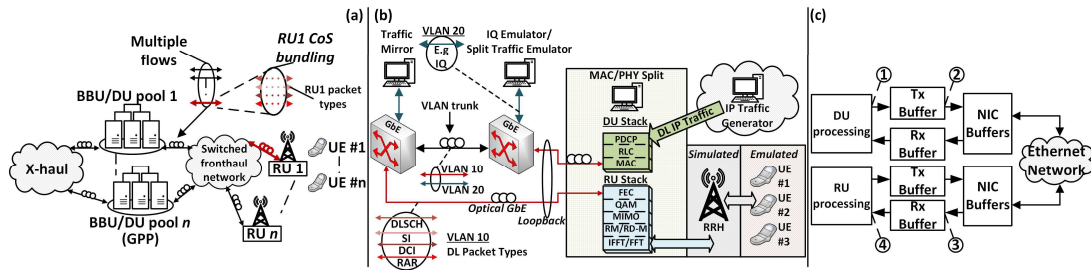 (a)
Multiple
flows
RU1 CoS
bundling
RU1 packet
types
BBU/DU pool 1
X-haul
Switched
fronthaul
network
RU 1
UE #1
UE #n
BBU/DU pool n
(GPP)
RU n
(b)
Traffic
Mirror
VLAN 20
E.g
IQ
IQ Emulator/
Split Traffic Emulator
GbE
VLAN trunk
GbE
VLAN 10
VLAN 20
Optical GbE
Loopback
DLSCH
SI
DCI
RAR
VLAN 10
DL Packet Types
MAC/PHY Split
DU Stack
PDCP
RLC
MAC
DL IP Traffic
IP Traffic
Generator
RU Stack
FEC
QAM
MIMO
RM/RD-M
IFFT/FFT
Simulated
RRH
Emulated
UE
#1
UE
#2
UE
#3
(c)
1
2
DU
processing
Tx
Buffer
Rx
Buffer
NIC
Buffers
Ethernet
Network
RU
processing
Tx
Buffer
Rx
Buffer
NIC
Buffers
4
3